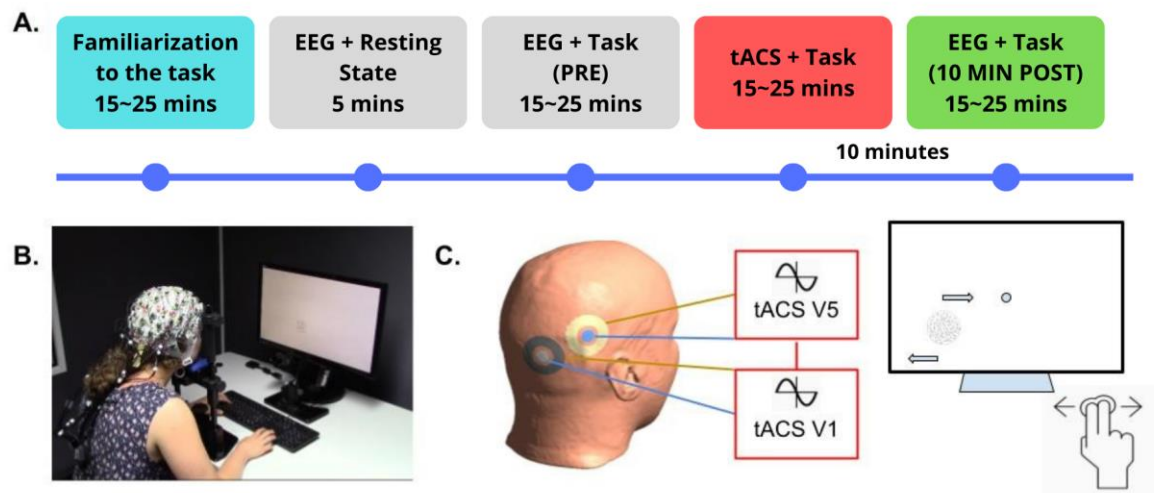 A.
Familiarization
to the task
15~25 mins
EEG + Resting
State
5 mins
EEG + Task
(PRE)
15~25 mins
tACS + Task
15~25 mins
EEG + Task
(10 MIN POST)
15~25 mins
10 minutes
B.
C.
tACS V5
tACS V1